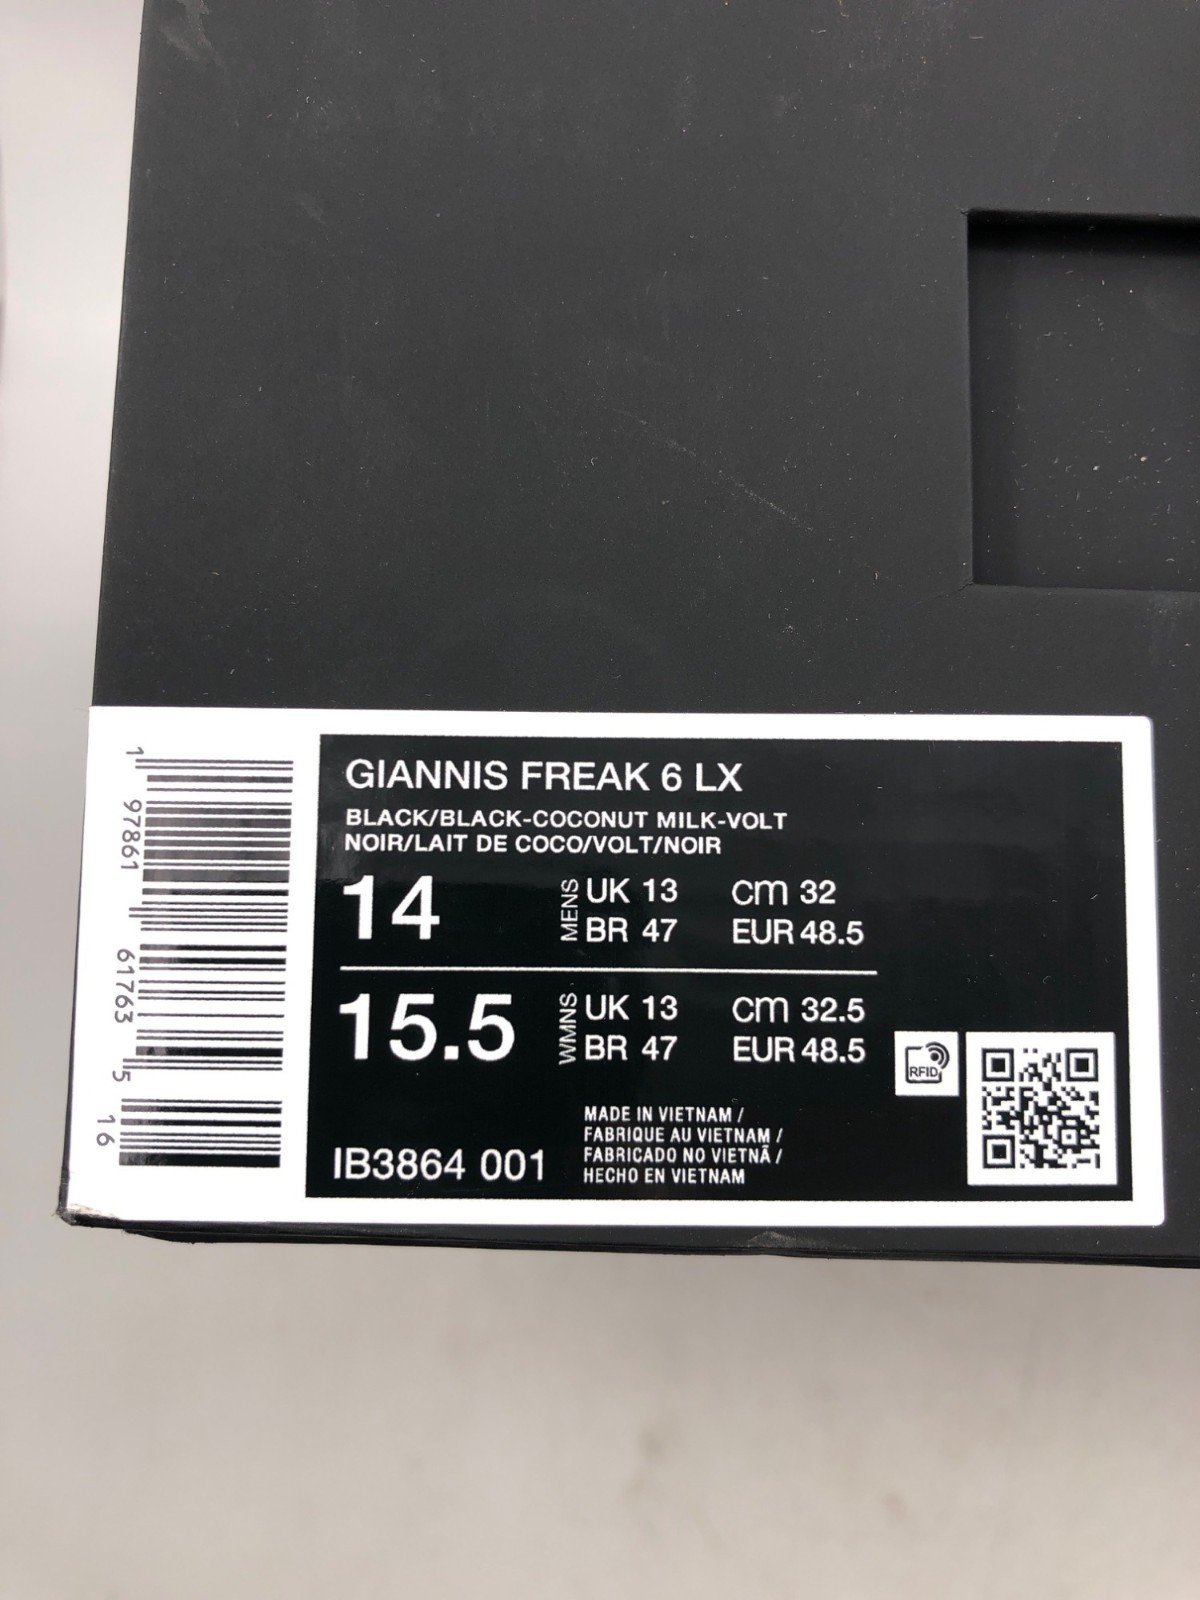 GIANNIS FREAK 6 LX
BLACK/BLACK-COCONUT MILK-VOLT
NOIR/LAIT DE COCO/VOLT/NOIR
14 MENS UK 13 cm 32
BR 47 EUR 48.5
15.5 WMNS UK 13 cm 32.5
BR 47 EUR 48.5
RFID
IB3864 001
MADE IN VIETNAM /
FABRIQUE AU VIETNAM /
FABRICADO NO VIETNÃ /
HECHO EN VIETNAM
1 97861 61763 5 16